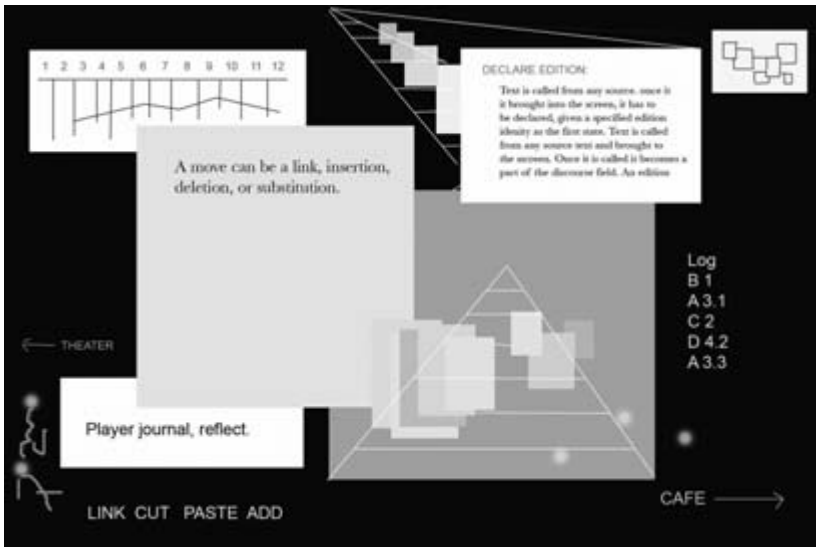 1 2 3 4 5 6 7 8 9 10 11 12
DECLARE EDITION:
Text is called from any source. once it
it brought into the screen, it has to
be declared, given a specified edition
idenity as the first state. Text is called
from any source text and brought to
the screen. Once it is called it becomes a
part of the discourse field. An edition
A move can be a link, insertion,
deletion, or substitution.
Log
B 1
A 3.1
C 2
D 4.2
A 3.3
THEATER
Player journal, reflect.
CAFE
LINK CUT PASTE ADD